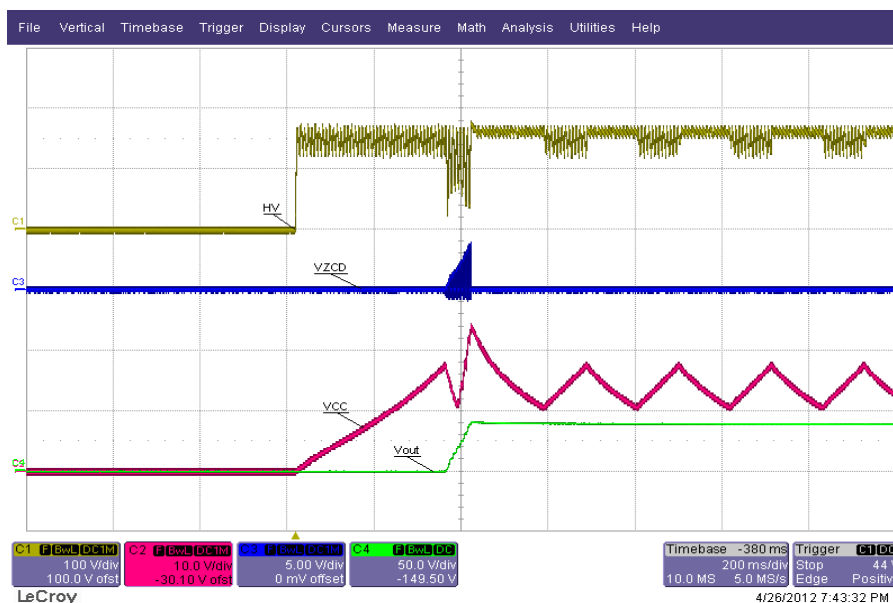 File Vertical Timebase Trigger Display Cursors Measure Math Analysis Utilities Help
C1
HV
C3
VZCD
VCC
Vout
C1 F BwL DC1M
100 V/div
100.0 V ofst
C2 F BwL DC1M
10.0 V/div
-30.10 V ofst
C3 F BwL DC1M
5.00 V/div
0 mV offset
C4 F BwL DC
50.0 V/div
-149.50 V
Timebase -380 ms
200 ms/div
10.0 MS 5.0 MS/s
Trigger C1 DC
Stop 44 V
Edge Positiv
LeCroy
4/26/2012 7:43:32 PM